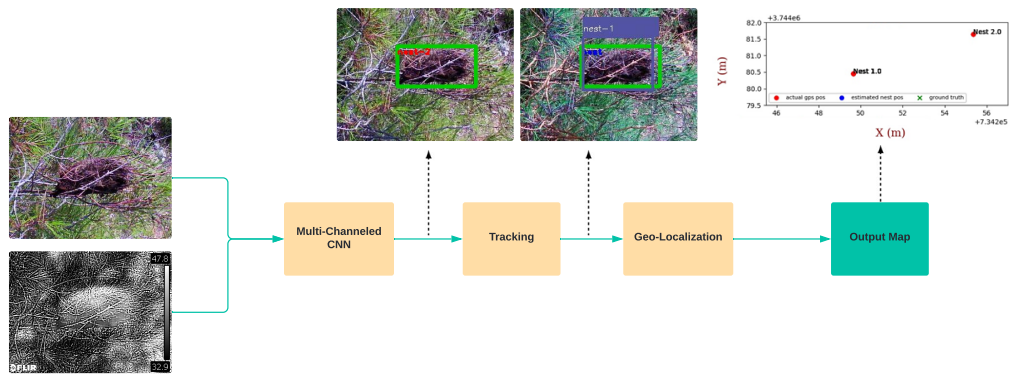 nest-1
+3.744e6
82.0
81.5
81.0
80.5
80.0
79.5
Y (m)
Nest 2.0
Nest 1.0
actual gps pos
estimated nest pos
ground truth
46
48
50
52
54
56
+7.342e5
X (m)
47.8
32.9
FLIR
Multi-Channeled
CNN
Tracking
Geo-Localization
Output Map